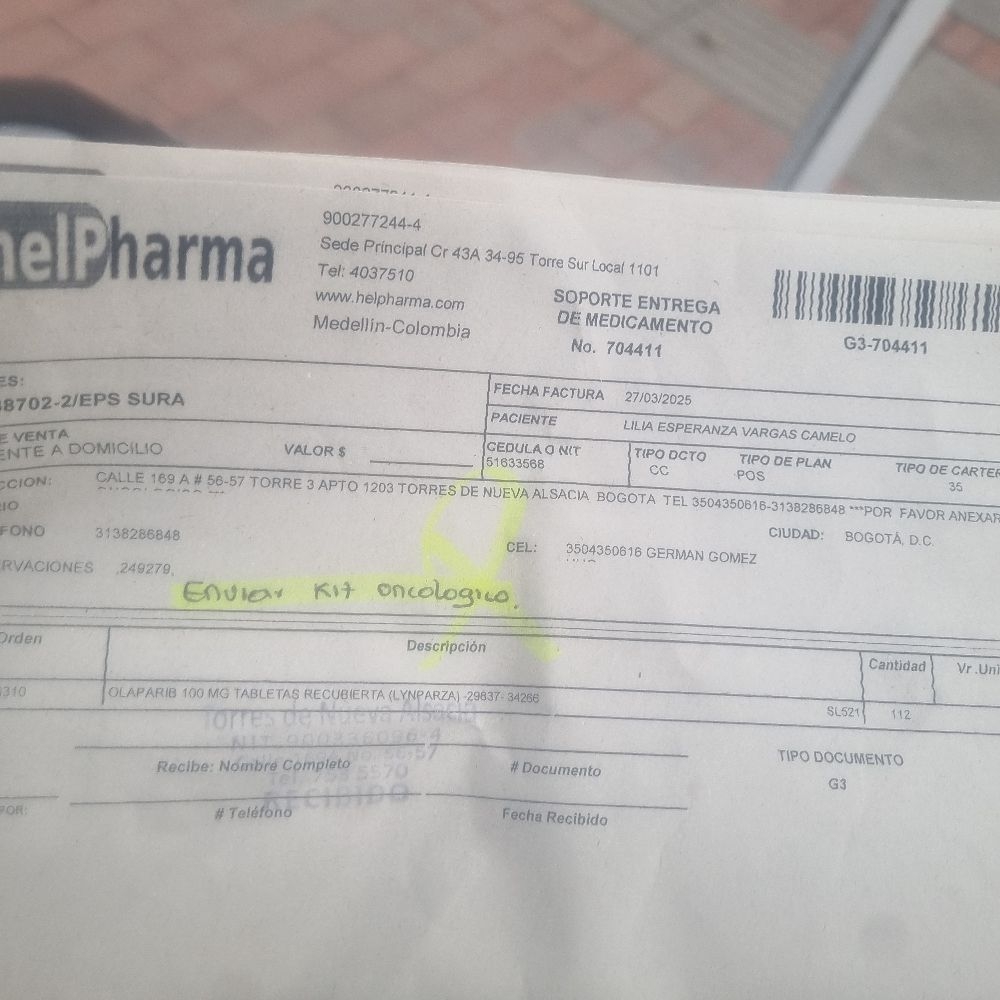 helPharma
900277244-4
Sede Principal Cr 43A 34-95 Torre Sur Local 1101
Tel: 4037510
www.helpharma.com
Medellin-Colombia
SOPORTE ENTREGA
DE MEDICAMENTO
No. 704411
G3-704411
ES:
8702-2/EPS SURA
FECHA FACTURA 27/03/2025
PACIENTE LILIA ESPERANZA VARGAS CAMELO
E VENTA
ENTE A DOMICILIO
VALOR $
CEDULA O NIT
51633568
TIPO DCTO
CC
TIPO DE PLAN
POS
TIPO DE CARTER
35
CCION: CALLE 169 A # 56-57 TORRE 3 APTO 1203 TORRES DE NUEVA ALSACIA BOGOTA TEL 3504350616-3138286848 ***POR FAVOR ANEXAR
IO
FONO 3138286848
CEL: 3504350616 GERMAN GOMEZ
CIUDAD: BOGOTÁ, D.C.
RVACIONES ,249279,
Enviar Kit oncologico.
Orden
Descripción
Cantidad
Vr.Uni
310
OLAPARIB 100 MG TABLETAS RECUBIERTA (LYNPARZA) -29837- 34266
SL521
112
Torres de Nueva Alsacia
RECIBIDO
Recibe: Nombre Completo
# Documento
TIPO DOCUMENTO
G3
POR:
# Teléfono
Fecha Recibido